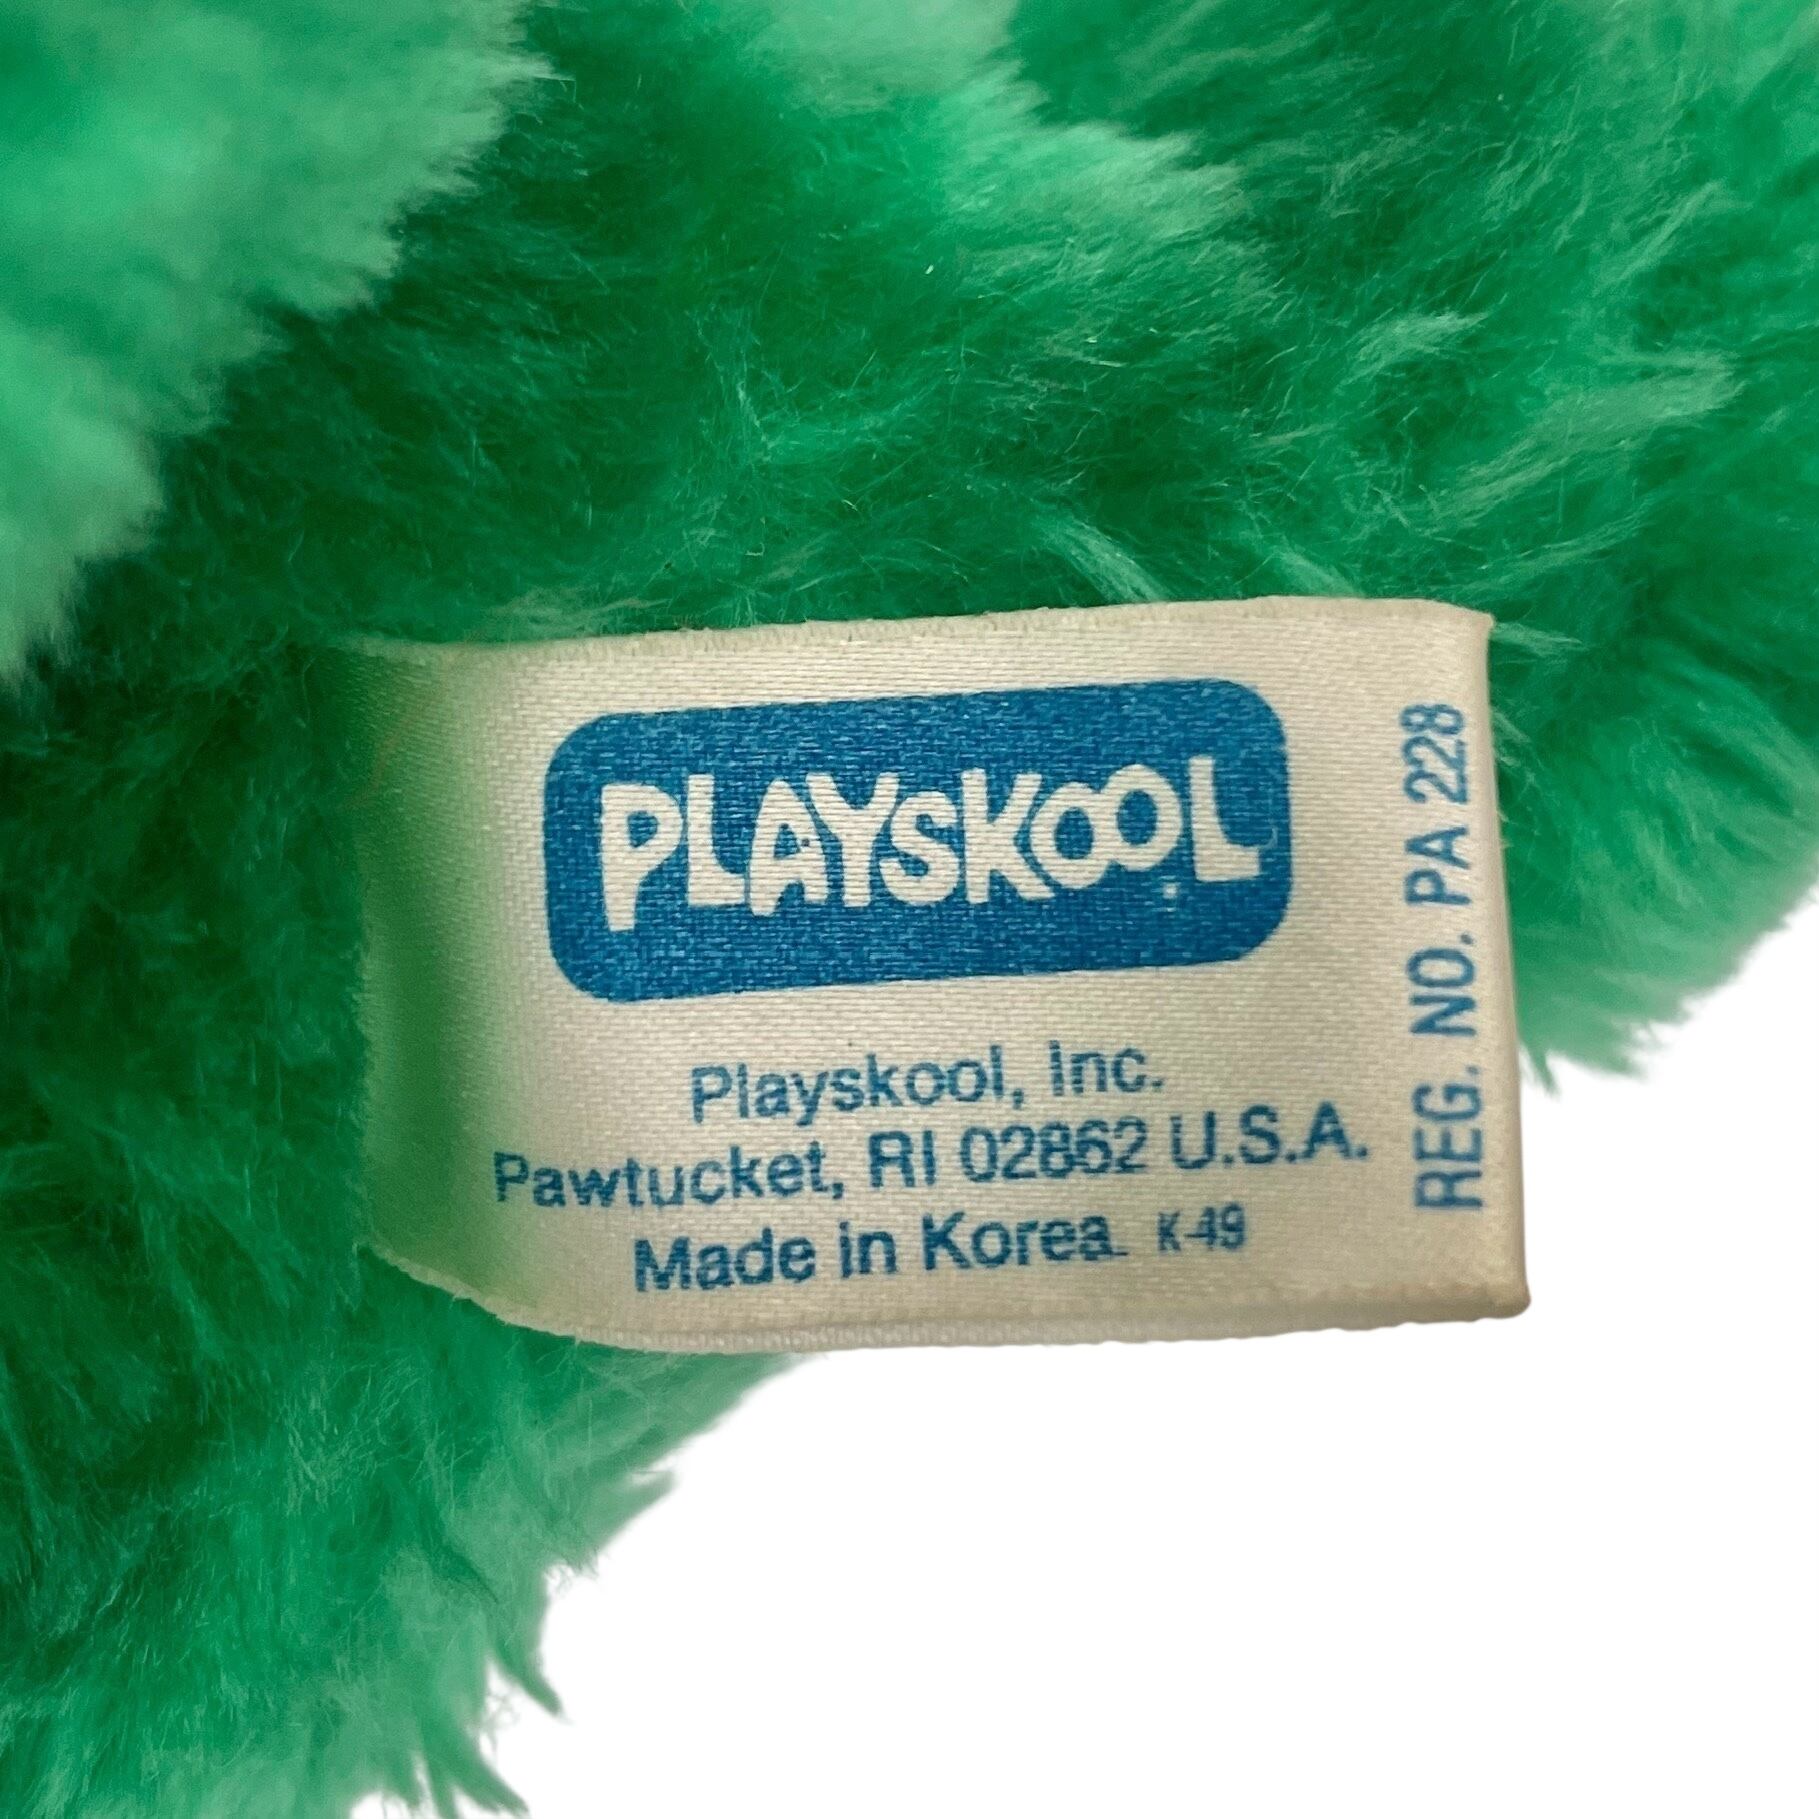 PLAYSKOOL
Playskool, Inc.
Pawtucket, RI 02862 U.S.A.
Made in Korea K-49
REG. NO. PA 228